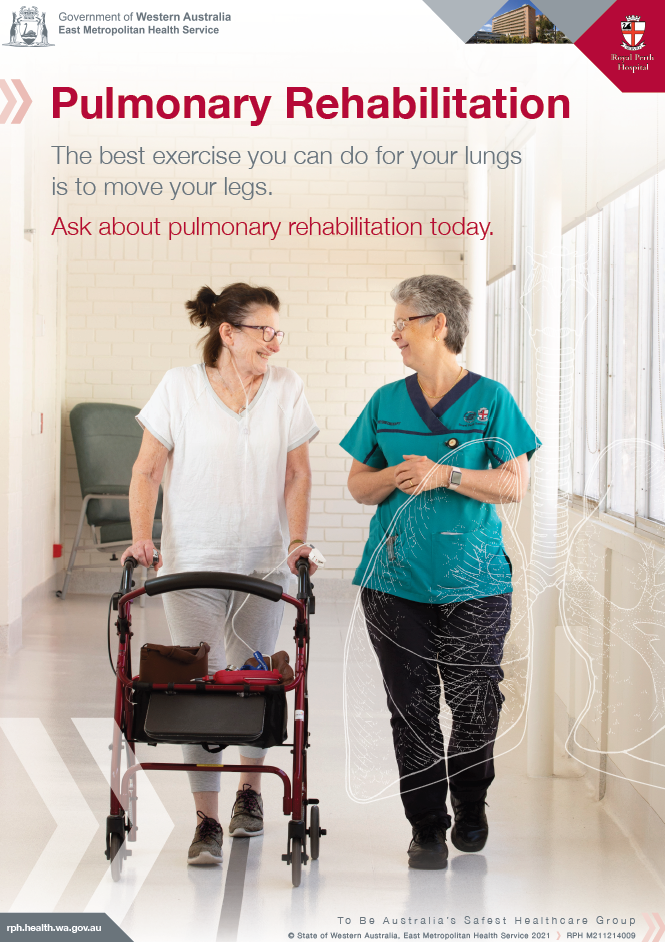 Government of Western Australia
East Metropolitan Health Service
Royal Perth
Hospital
Pulmonary Rehabilitation
The best exercise you can do for your lungs
is to move your legs.
Ask about pulmonary rehabilitation today.
To Be Australia's Safest Healthcare Group
rph.health.wa.gov.au
© State of Western Australia, East Metropolitan Health Service 2021 RPH M211214009